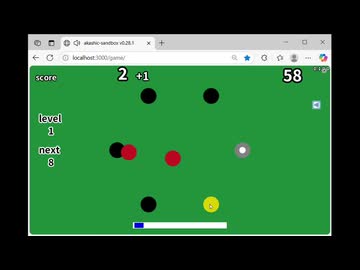 akashic-sandbox v0.28.1
localhost:3000/game/
score
2 +1
58
level
1
next
8